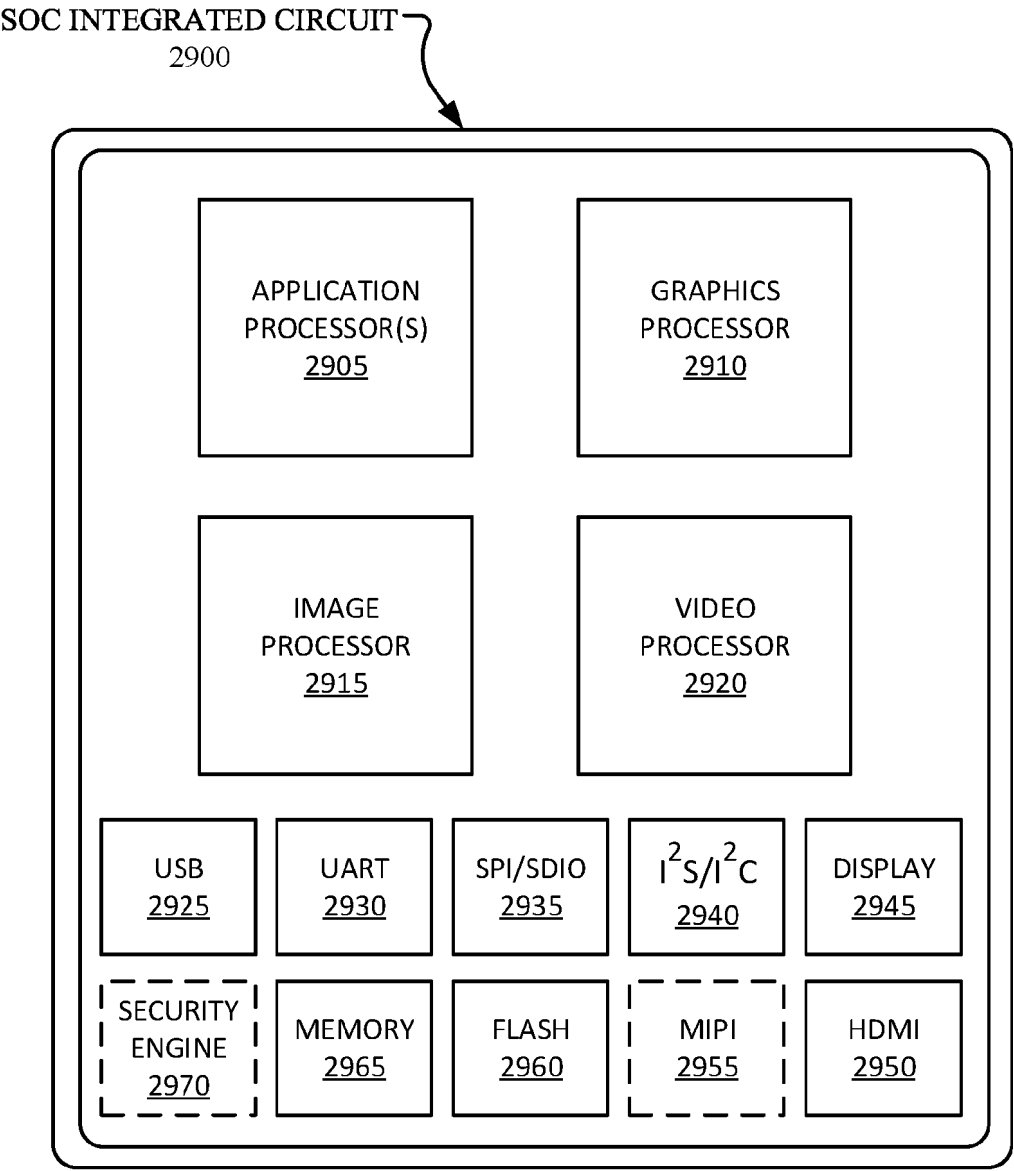 SOC INTEGRATED CIRCUIT
2900
APPLICATION
PROCESSOR(S)
2905
GRAPHICS
PROCESSOR
2910
IMAGE
PROCESSOR
2915
VIDEO
PROCESSOR
2920
USB
2925
UART
2930
SPI/SDIO
2935
I²S/I²C
2940
DISPLAY
2945
SECURITY
ENGINE
2970
MEMORY
2965
FLASH
2960
MIPI
2955
HDMI
2950